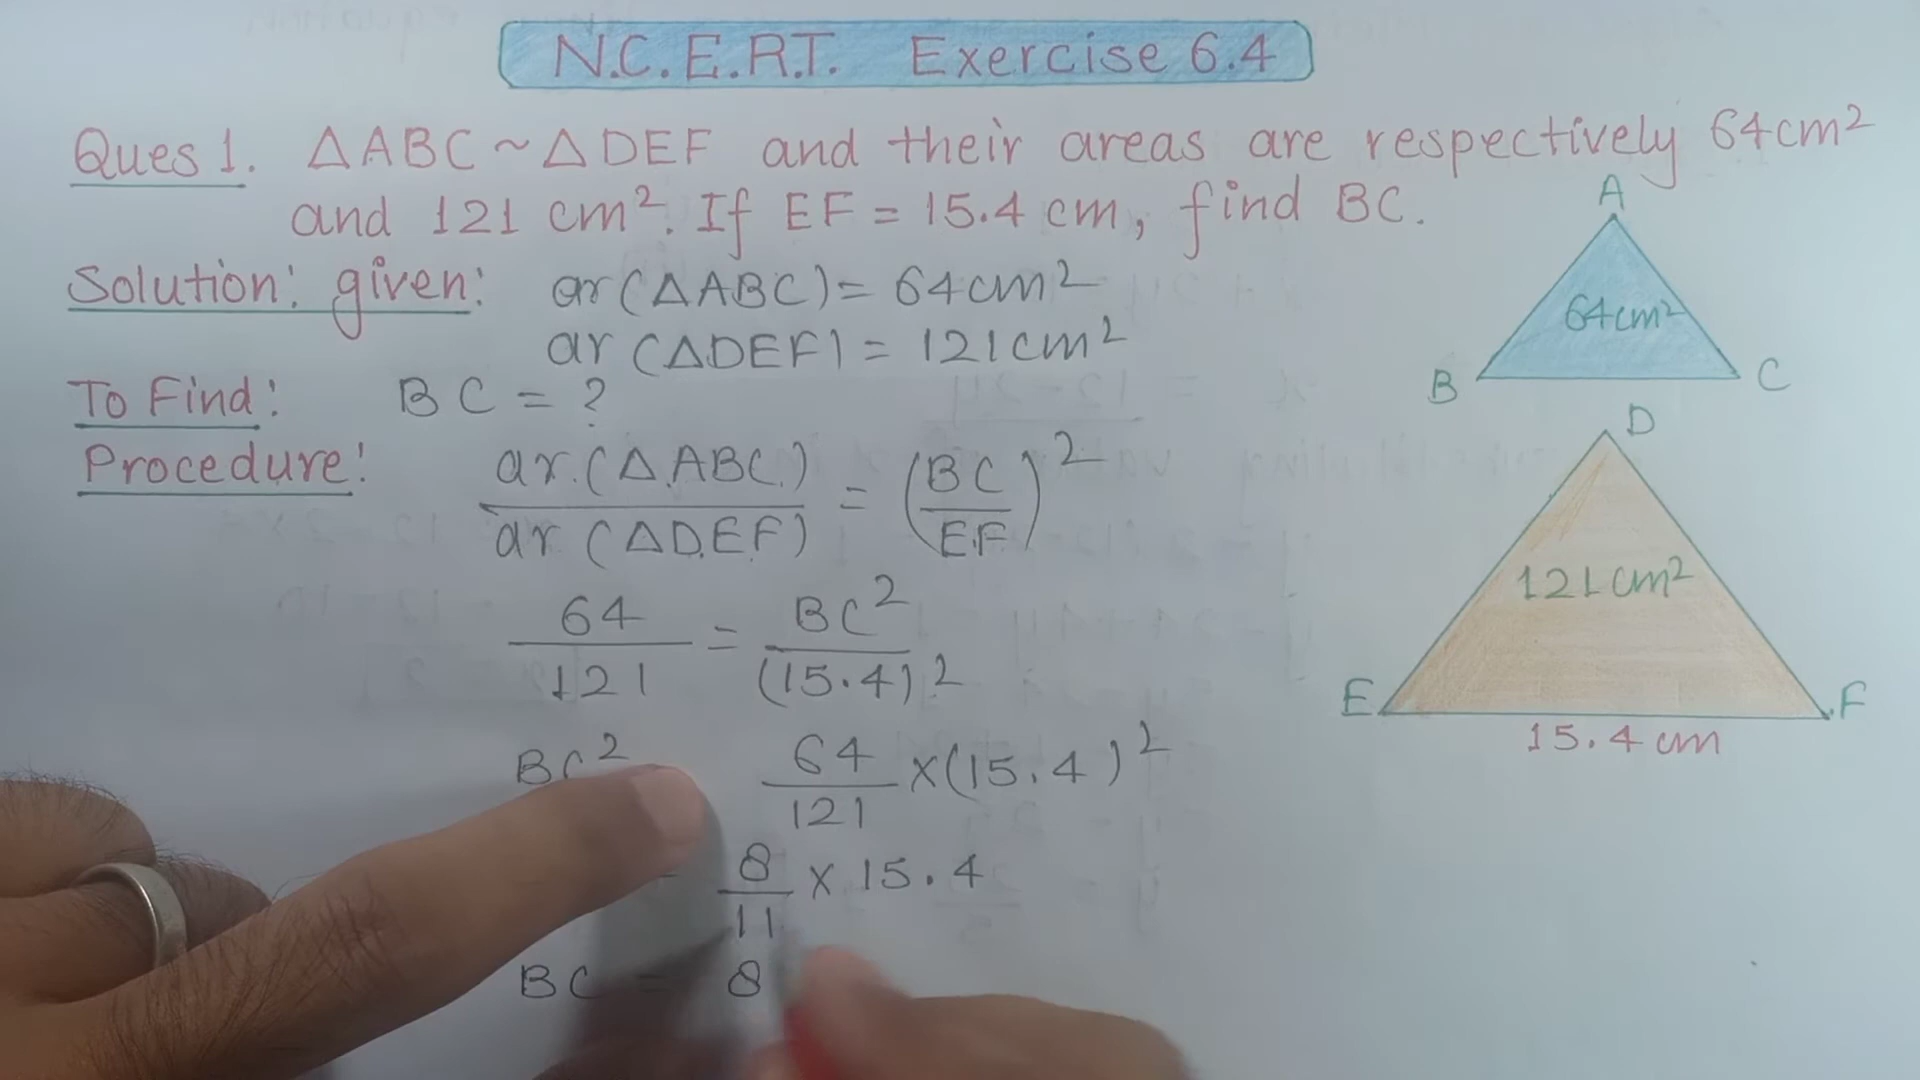 N.C.E.R.T. Exercise 6.4
Ques 1. △ABC ~ △DEF and their areas are respectively 64cm²
and 121 cm². If EF = 15.4 cm, find BC.
Solution: given: ar(△ABC) = 64cm²
ar (△DEF) = 121cm²
To Find: BC = ?
Procedure: ar.(△ABC) / ar (△DEF) = (BC/EF)²
64/121 = BC²/(15.4)²
BC² 64/121 ×(15.4)²
8/11 × 15.4
BC = 8
A
64cm²
B C
D
121cm²
E F
15.4 cm